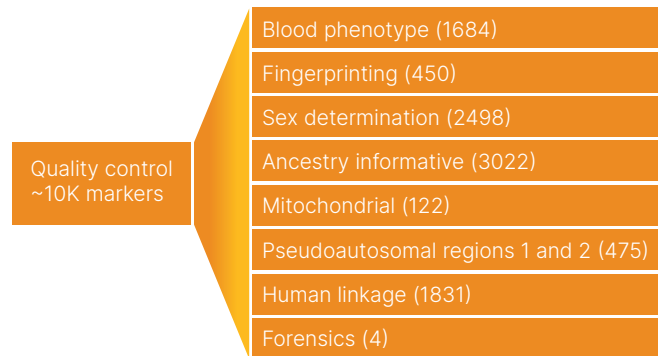 Quality control
~10K markers
Blood phenotype (1684)
Fingerprinting (450)
Sex determination (2498)
Ancestry informative (3022)
Mitochondrial (122)
Pseudoautosomal regions 1 and 2 (475)
Human linkage (1831)
Forensics (4)